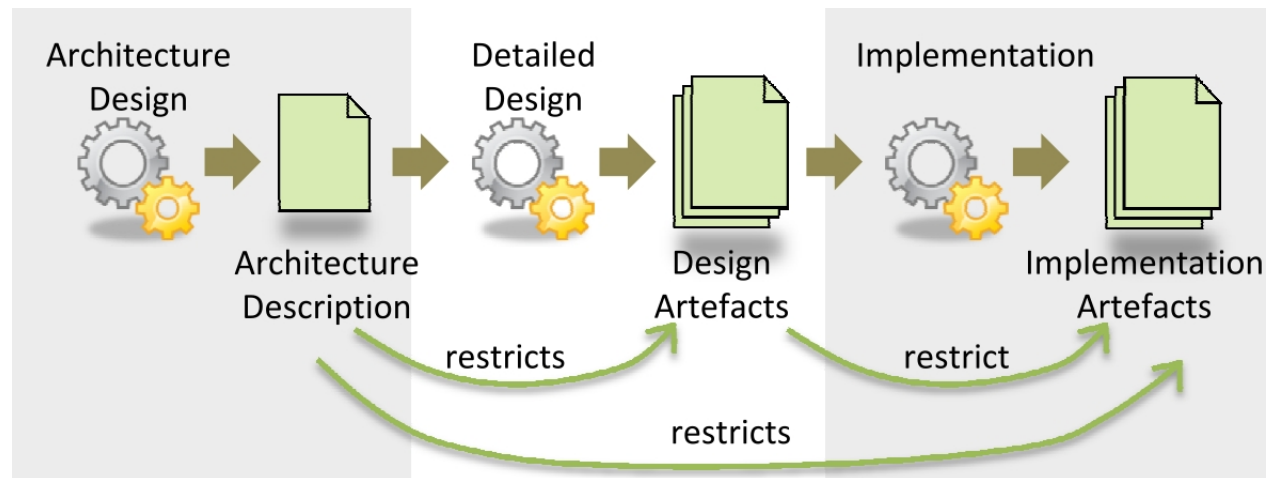 Architecture
Design
Detailed
Design
Implementation
Architecture
Description
Design
Artefacts
Implementation
Artefacts
restricts
restrict
restricts